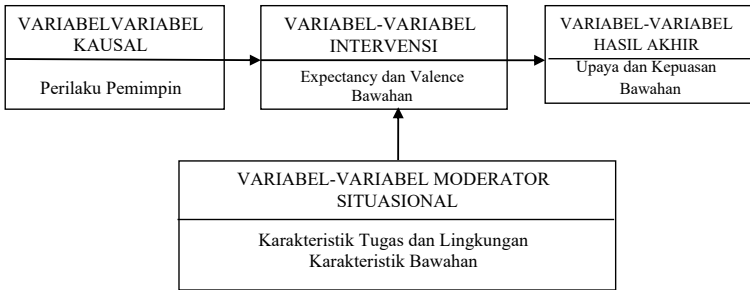 VARIABELVARIABEL
KAUSAL
Perilaku Pemimpin
VARIABEL-VARIABEL
INTERVENSI
Expectancy dan Valence
Bawahan
VARIABEL-VARIABEL
HASIL AKHIR
Upaya dan Kepuasan
Bawahan
VARIABEL-VARIABEL MODERATOR
SITUASIONAL
Karakteristik Tugas dan Lingkungan
Karakteristik Bawahan